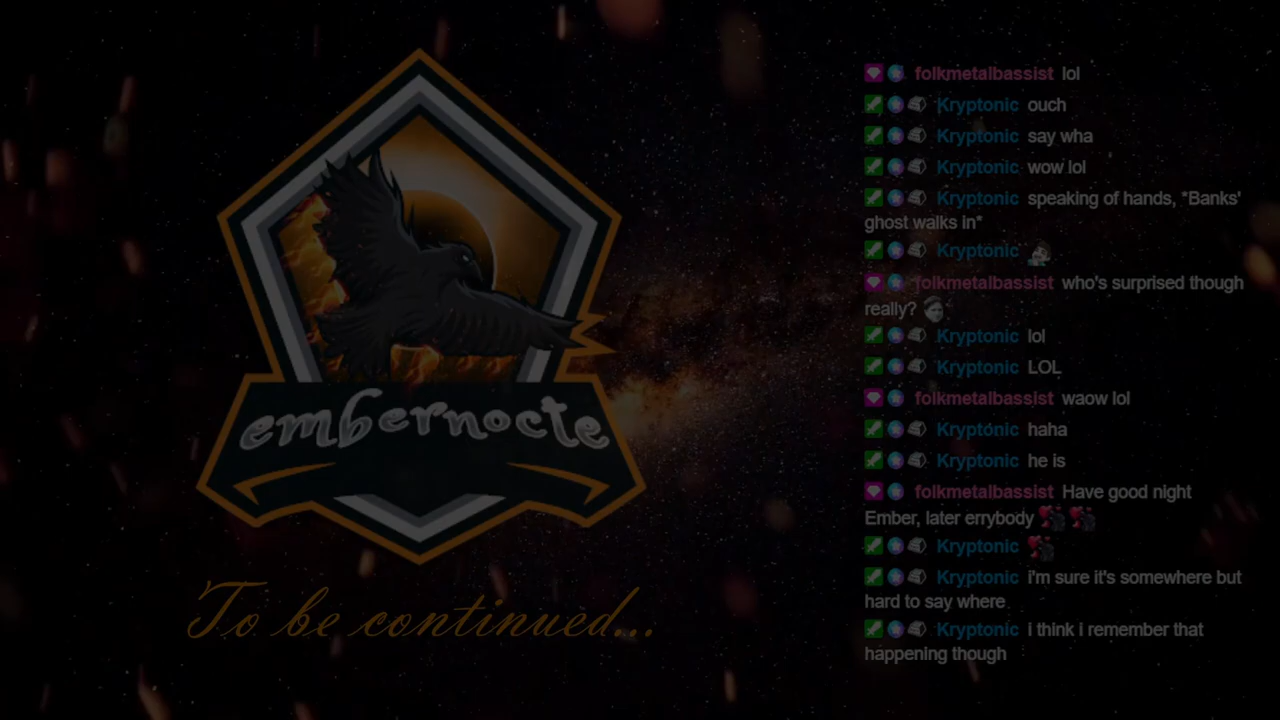 embernocte
To be continued...
folkmetalbassist lol
Kryptonic ouch
Kryptonic say wha
Kryptonic wow lol
Kryptonic speaking of hands, *Banks'
ghost walks in*
Kryptonic
folkmetalbassist who's surprised though
really?
Kryptonic lol
Kryptonic LOL
folkmetalbassist waow lol
Kryptonic haha
Kryptonic he is
folkmetalbassist Have good night
Ember, later errybody
Kryptonic
Kryptonic i'm sure it's somewhere but
hard to say where
Kryptonic i think i remember that
happening though